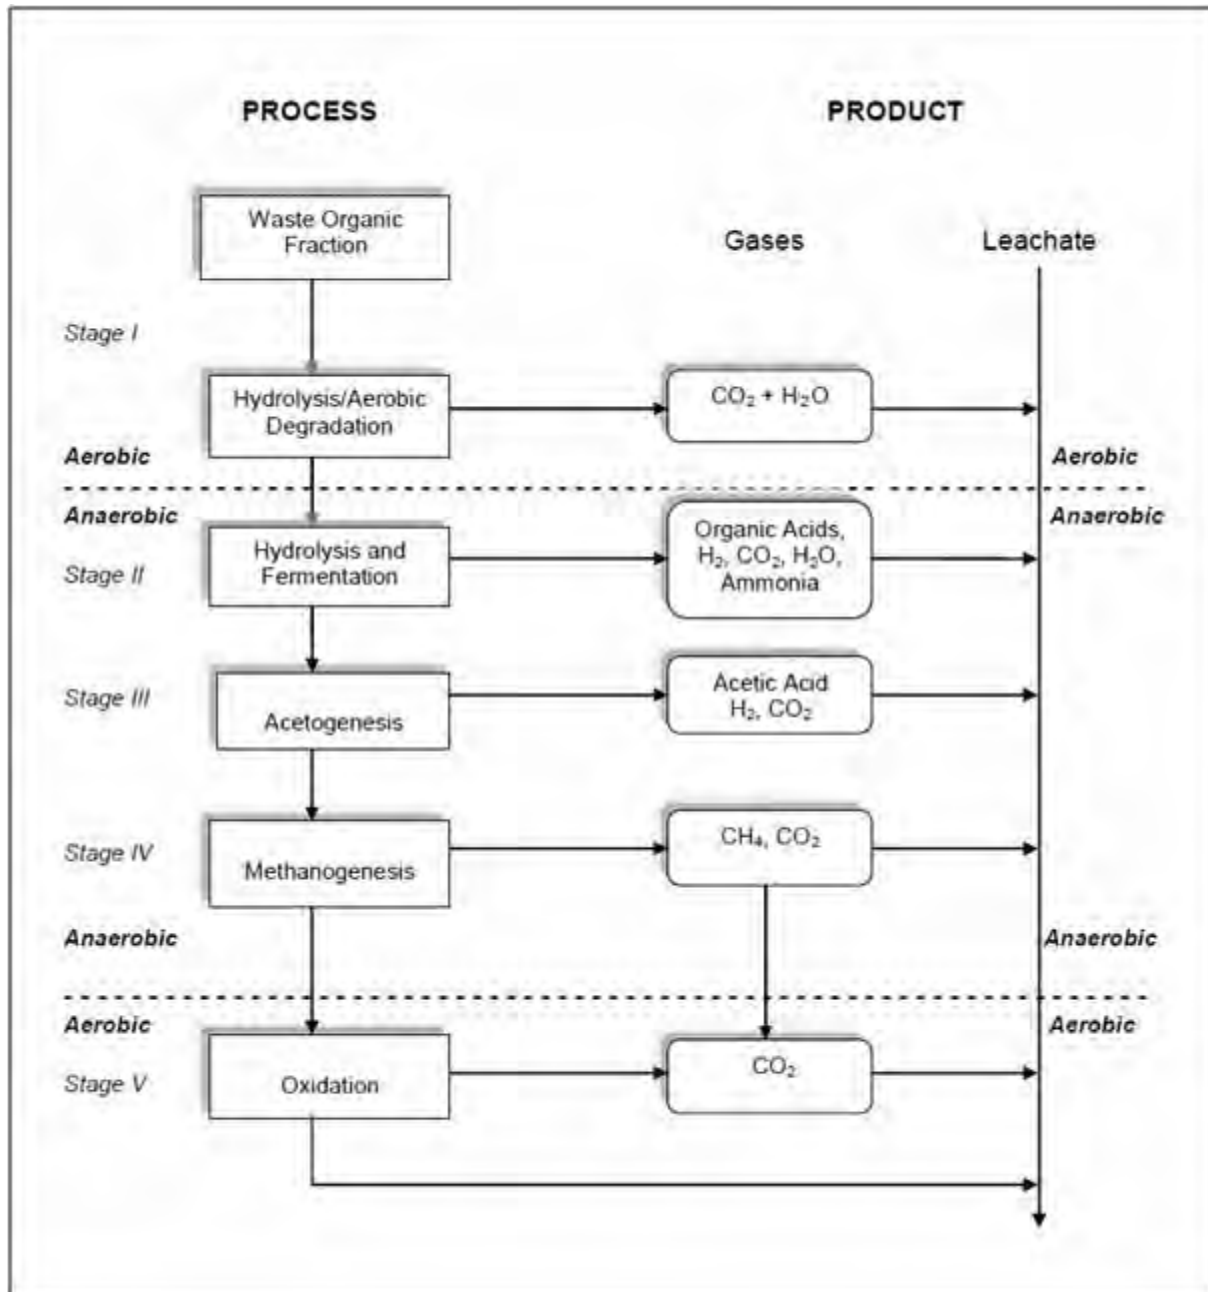 PROCESS
PRODUCT
Waste Organic
Fraction
Gases
Leachate
Stage I
Hydrolysis/Aerobic
Degradation
CO₂ + H₂O
Aerobic
Aerobic
Anaerobic
Anaerobic
Stage II
Hydrolysis and
Fermentation
Organic Acids,
H₂, CO₂, H₂O,
Ammonia
Stage III
Acetogenesis
Acetic Acid
H₂, CO₂
Stage IV
Methanogenesis
CH₄, CO₂
Anaerobic
Anaerobic
Aerobic
Aerobic
Stage V
Oxidation
CO₂